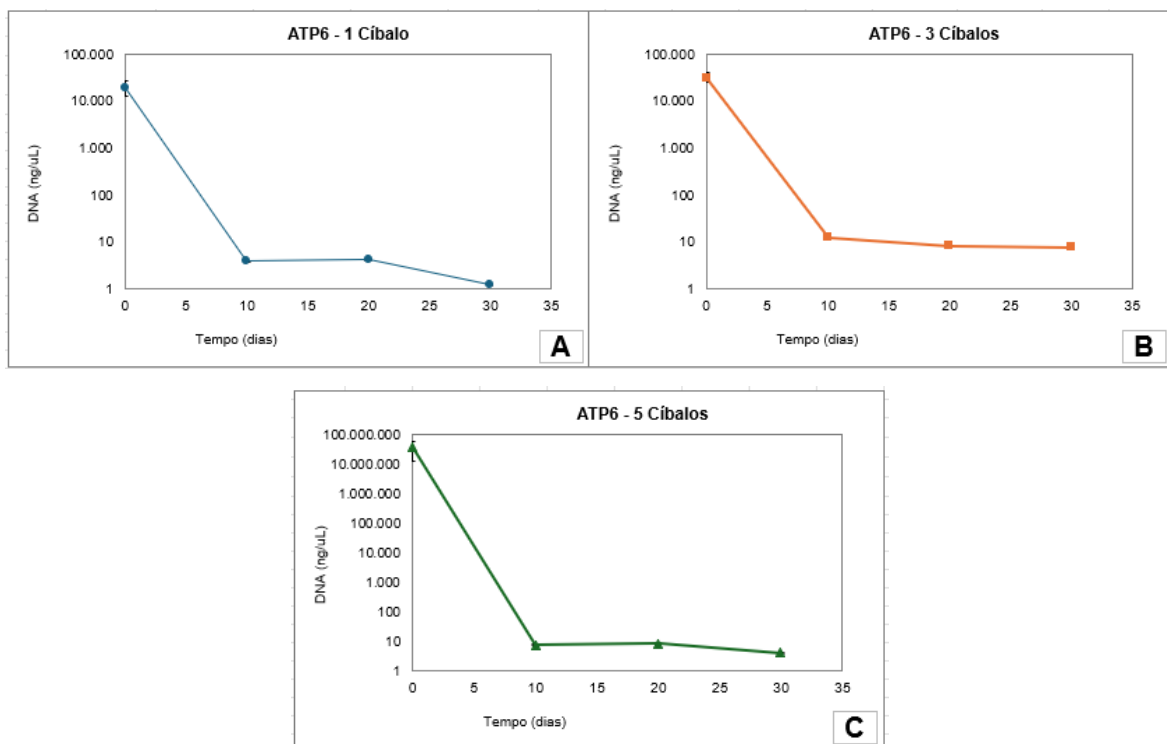 ATP6 - 1 Cíbalo
100.000
10.000
1.000
100
10
1
DNA (ng/uL)
0 5 10 15 20 25 30 35
Tempo (dias)
A
ATP6 - 3 Cíbalos
100.000
10.000
1.000
100
10
1
DNA (ng/uL)
0 5 10 15 20 25 30 35
Tempo (dias)
B
ATP6 - 5 Cíbalos
100.000.000
10.000.000
1.000.000
100.000
10.000
1.000
100
10
1
DNA (ng/uL)
0 5 10 15 20 25 30 35
Tempo (dias)
C